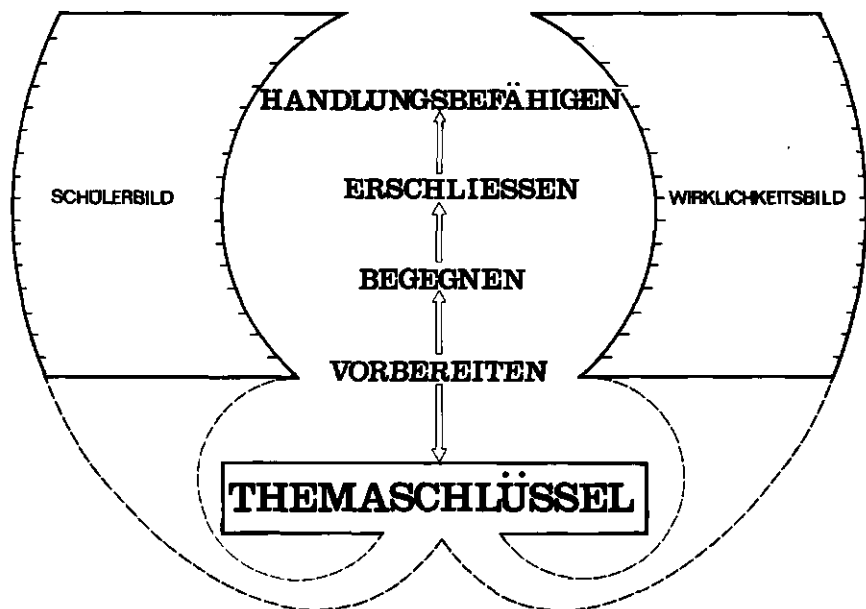 HANDLUNGSBEFÄHIGEN
ERSCHLIESSEN
SCHÜLERBILD
WIRKLICHKEITSBILD
BEGEGNEN
VORBEREITEN
THEMASCHLÜSSEL